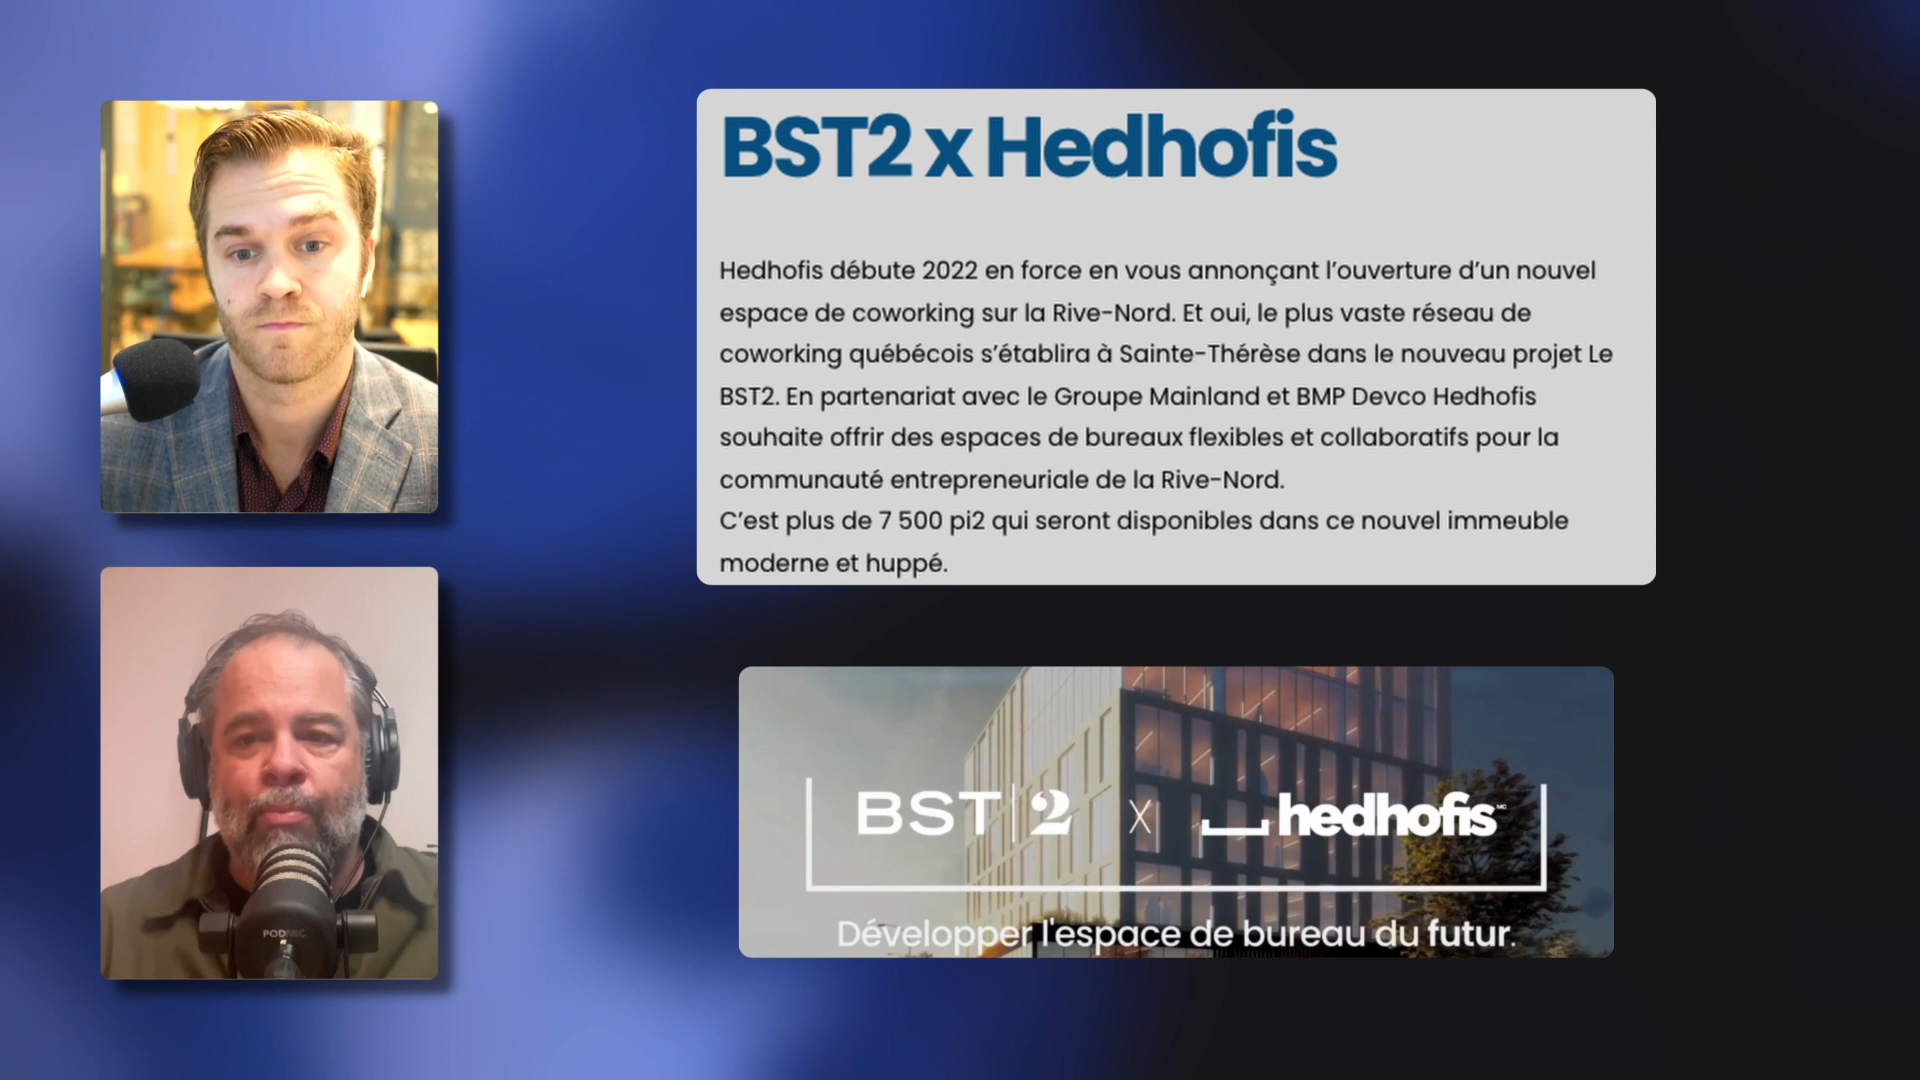 BST2 x Hedhofis
Hedhofis débute 2022 en force en vous annonçant l’ouverture d’un nouvel
espace de coworking sur la Rive-Nord. Et oui, le plus vaste réseau de
coworking québécois s’établira à Sainte-Thérèse dans le nouveau projet Le
BST2. En partenariat avec le Groupe Mainland et BMP Devco Hedhofis
souhaite offrir des espaces de bureaux flexibles et collaboratifs pour la
communauté entrepreneuriale de la Rive-Nord.
C’est plus de 7 500 pi2 qui seront disponibles dans ce nouvel immeuble
moderne et huppé.
BST|2 X hedhofis MC
Développer l'espace de bureau du futur.
PODMIC